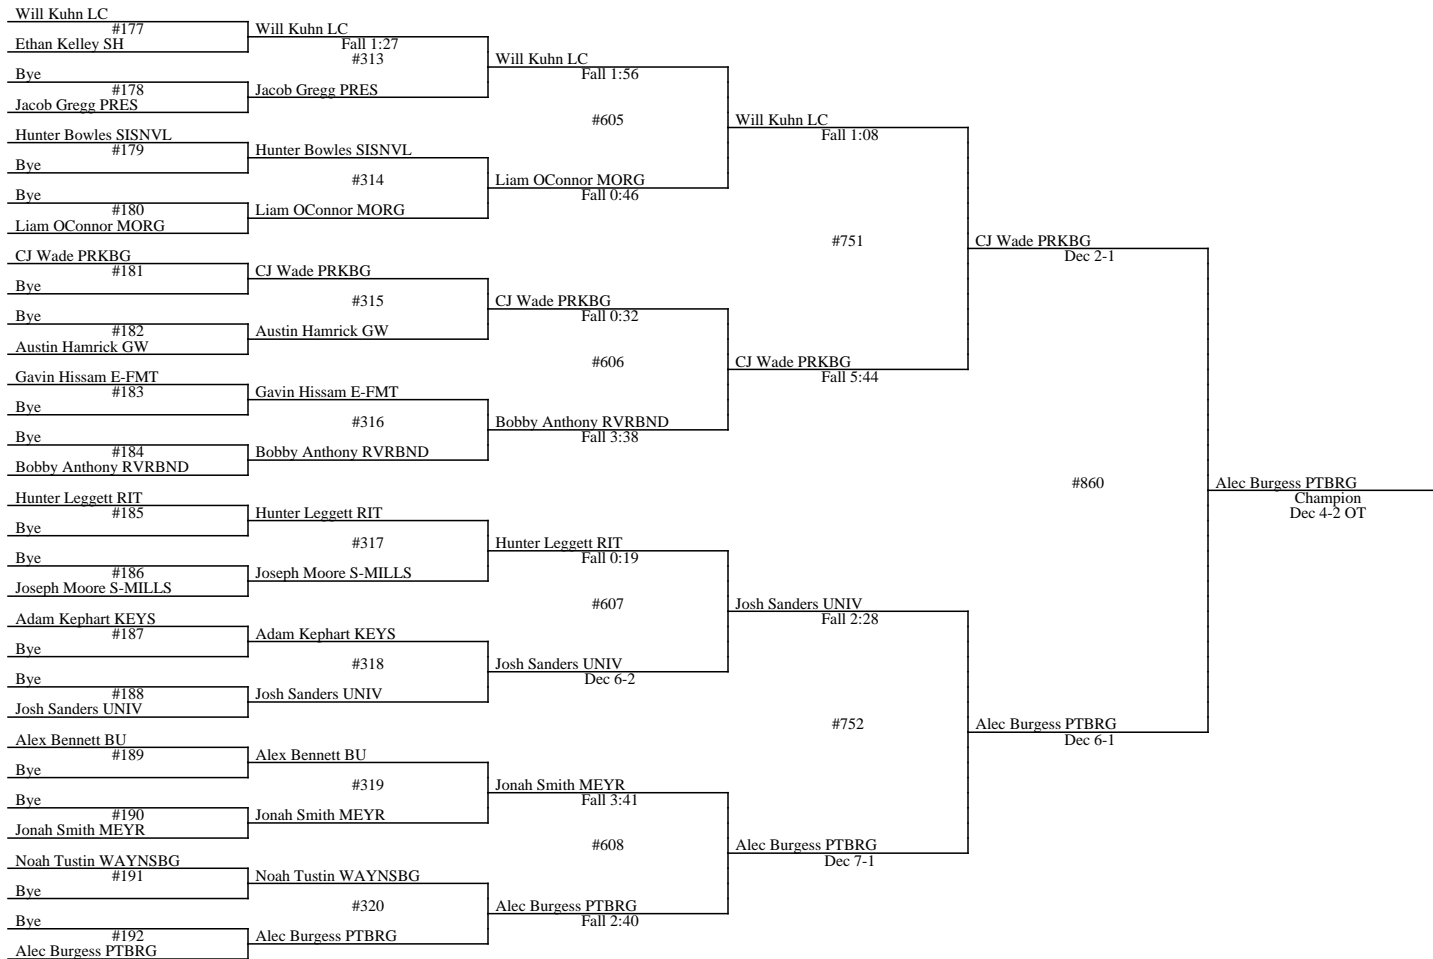 Will Kuhn LC
#177
Ethan Kelley SH
Bye
#178
Jacob Gregg PRES
Hunter Bowles SISNVL
#179
Bye
Bye
#180
Liam OConnor MORG
CJ Wade PRKBG
#181
Bye
Bye
#182
Austin Hamrick GW
Gavin Hissam E-FMT
#183
Bye
Bye
#184
Bobby Anthony RVRBND
Hunter Leggett RIT
#185
Bye
Bye
#186
Joseph Moore S-MILLS
Adam Kephart KEYS
#187
Bye
Bye
#188
Josh Sanders UNIV
Alex Bennett BU
#189
Bye
Bye
#190
Jonah Smith MEYR
Noah Tustin WAYNSBG
#191
Bye
Bye
#192
Alec Burgess PTBRG
Will Kuhn LC
Fall 1:27
#313
Jacob Gregg PRES
Hunter Bowles SISNVL
#314
Liam OConnor MORG
CJ Wade PRKBG
#315
Austin Hamrick GW
Gavin Hissam E-FMT
#316
Bobby Anthony RVRBND
Hunter Leggett RIT
#317
Joseph Moore S-MILLS
Adam Kephart KEYS
#318
Josh Sanders UNIV
Alex Bennett BU
#319
Jonah Smith MEYR
Noah Tustin WAYNSBG
#320
Alec Burgess PTBRG
Will Kuhn LC
Fall 1:56
#605
Liam OConnor MORG
Fall 0:46
CJ Wade PRKBG
Fall 0:32
#606
Bobby Anthony RVRBND
Fall 3:38
Hunter Leggett RIT
Fall 0:19
#607
Josh Sanders UNIV
Dec 6-2
Jonah Smith MEYR
Fall 3:41
#608
Alec Burgess PTBRG
Fall 2:40
Will Kuhn LC
Fall 1:08
#751
CJ Wade PRKBG
Fall 5:44
Josh Sanders UNIV
Fall 2:28
#752
Alec Burgess PTBRG
Dec 7-1
CJ Wade PRKBG
Dec 2-1
#860
Alec Burgess PTBRG
Dec 6-1
Alec Burgess PTBRG
Champion
Dec 4-2 OT